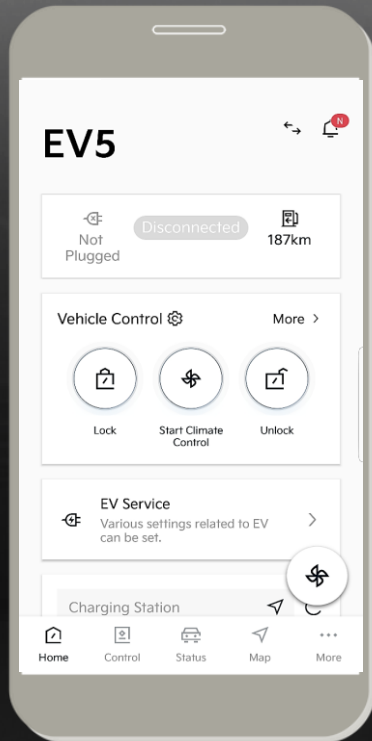 EV5
N
Not
Plugged
Disconnected
187km
Vehicle Control
More >
Lock
Start Climate
Control
Unlock
EV Service
Various settings related to EV
can be set.
Charging Station
Home
Control
Status
Map
More